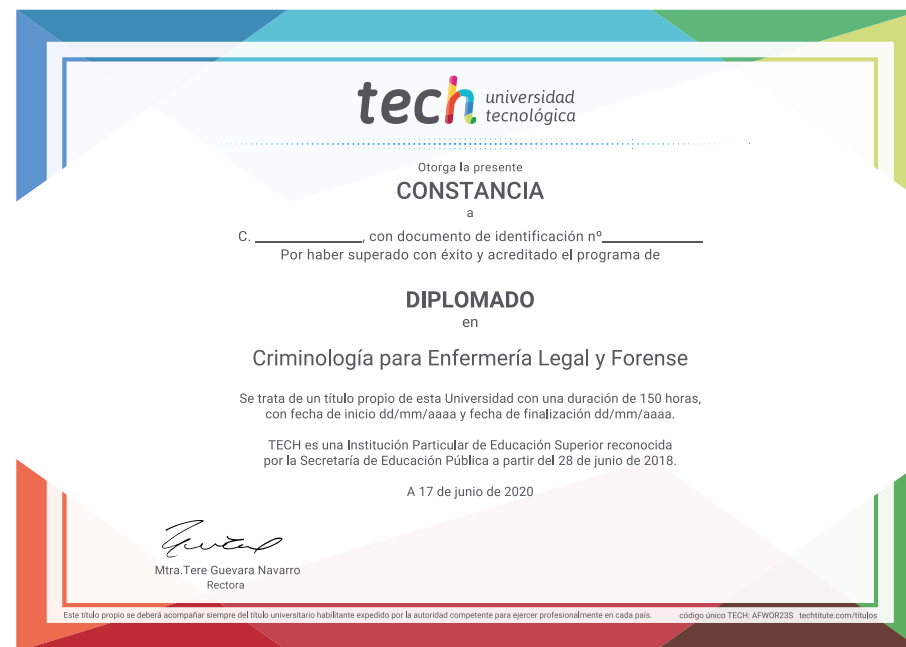 tech universidad
tecnológica
Otorga la presente
CONSTANCIA
a
C. ____________, con documento de identificación nº____________
Por haber superado con éxito y acreditado el programa de
DIPLOMADO
en
Criminología para Enfermería Legal y Forense
Se trata de un título propio de esta Universidad con una duración de 150 horas,
con fecha de inicio dd/mm/aaaa y fecha de finalización dd/mm/aaaa.
TECH es una Institución Particular de Educación Superior reconocida
por la Secretaría de Educación Pública a partir del 28 de junio de 2018.
A 17 de junio de 2020
Mtra.Tere Guevara Navarro
Rectora
Este título propio se deberá acompañar siempre del título universitario habilitante expedido por la autoridad competente para ejercer profesionalmente en cada país. código único TECH: AFWOR23S techtitute.com/titulos